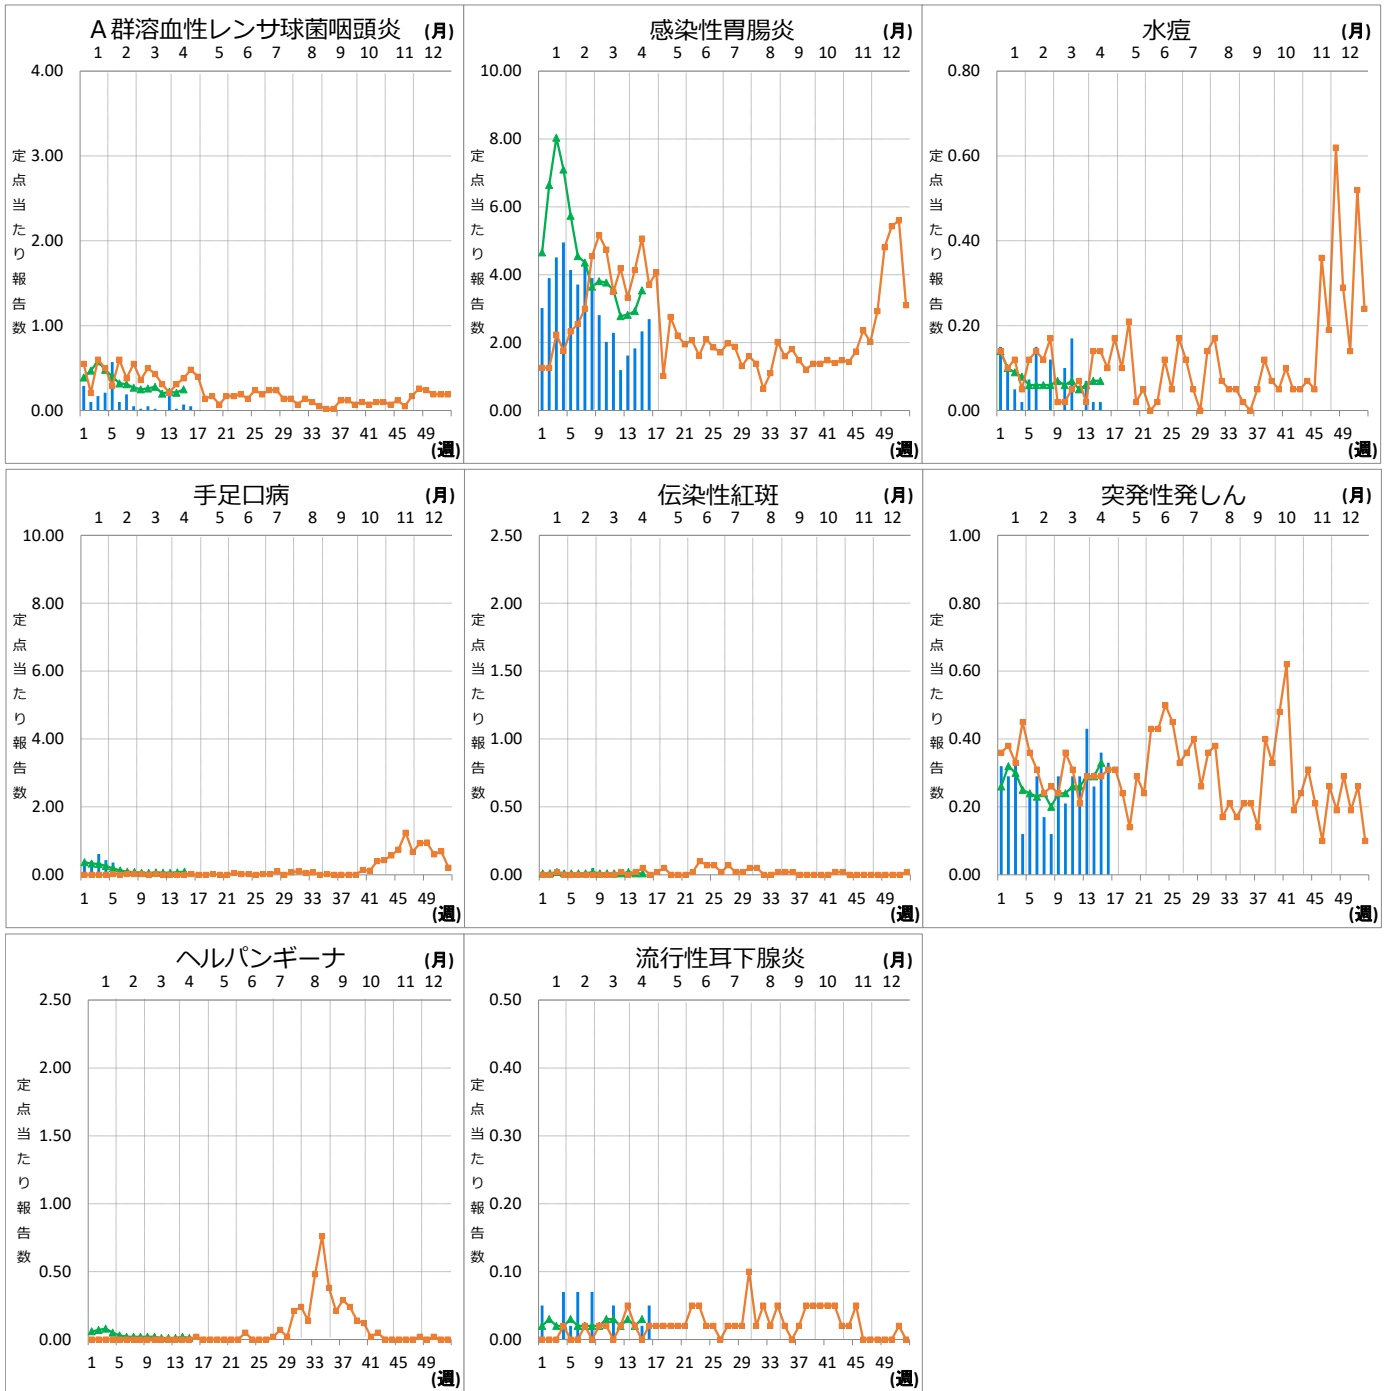 A群溶血性レンサ球菌咽頭炎 (月)
1 2 3 4 5 6 7 8 9 10 11 12
4.00
3.00
2.00
1.00
0.00
定点当たり報告数
1 5 9 13 17 21 25 29 33 37 41 45 49
(週)
感染性胃腸炎 (月)
1 2 3 4 5 6 7 8 9 10 11 12
10.00
8.00
6.00
4.00
2.00
0.00
定点当たり報告数
1 5 9 13 17 21 25 29 33 37 41 45 49
(週)
水痘 (月)
1 2 3 4 5 6 7 8 9 10 11 12
0.80
0.60
0.40
0.20
0.00
定点当たり報告数
1 5 9 13 17 21 25 29 33 37 41 45 49
(週)
手足口病 (月)
1 2 3 4 5 6 7 8 9 10 11 12
10.00
8.00
6.00
4.00
2.00
0.00
定点当たり報告数
1 5 9 13 17 21 25 29 33 37 41 45 49
(週)
伝染性紅斑 (月)
1 2 3 4 5 6 7 8 9 10 11 12
2.50
2.00
1.50
1.00
0.50
0.00
定点当たり報告数
1 5 9 13 17 21 25 29 33 37 41 45 49
(週)
突発性発しん (月)
1 2 3 4 5 6 7 8 9 10 11 12
1.00
0.80
0.60
0.40
0.20
0.00
定点当たり報告数
1 5 9 13 17 21 25 29 33 37 41 45 49
(週)
ヘルパンギーナ (月)
1 2 3 4 5 6 7 8 9 10 11 12
2.50
2.00
1.50
1.00
0.50
0.00
定点当たり報告数
1 5 9 13 17 21 25 29 33 37 41 45 49
(週)
流行性耳下腺炎 (月)
1 2 3 4 5 6 7 8 9 10 11 12
0.50
0.40
0.30
0.20
0.10
0.00
定点当たり報告数
1 5 9 13 17 21 25 29 33 37 41 45 49
(週)